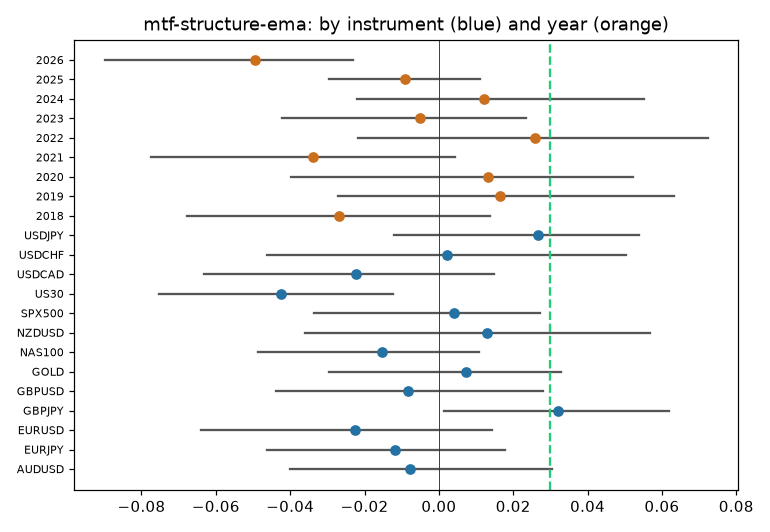 mtf-structure-ema: by instrument (blue) and year (orange)
2026
2025
2024
2023
2022
2021
2020
2019
2018
USDJPY
USDCHF
USDCAD
US30
SPX500
NZDUSD
NAS100
GOLD
GBPUSD
GBPJPY
EURUSD
EURJPY
AUDUSD
−0.08 −0.06 −0.04 −0.02 0.00 0.02 0.04 0.06 0.08